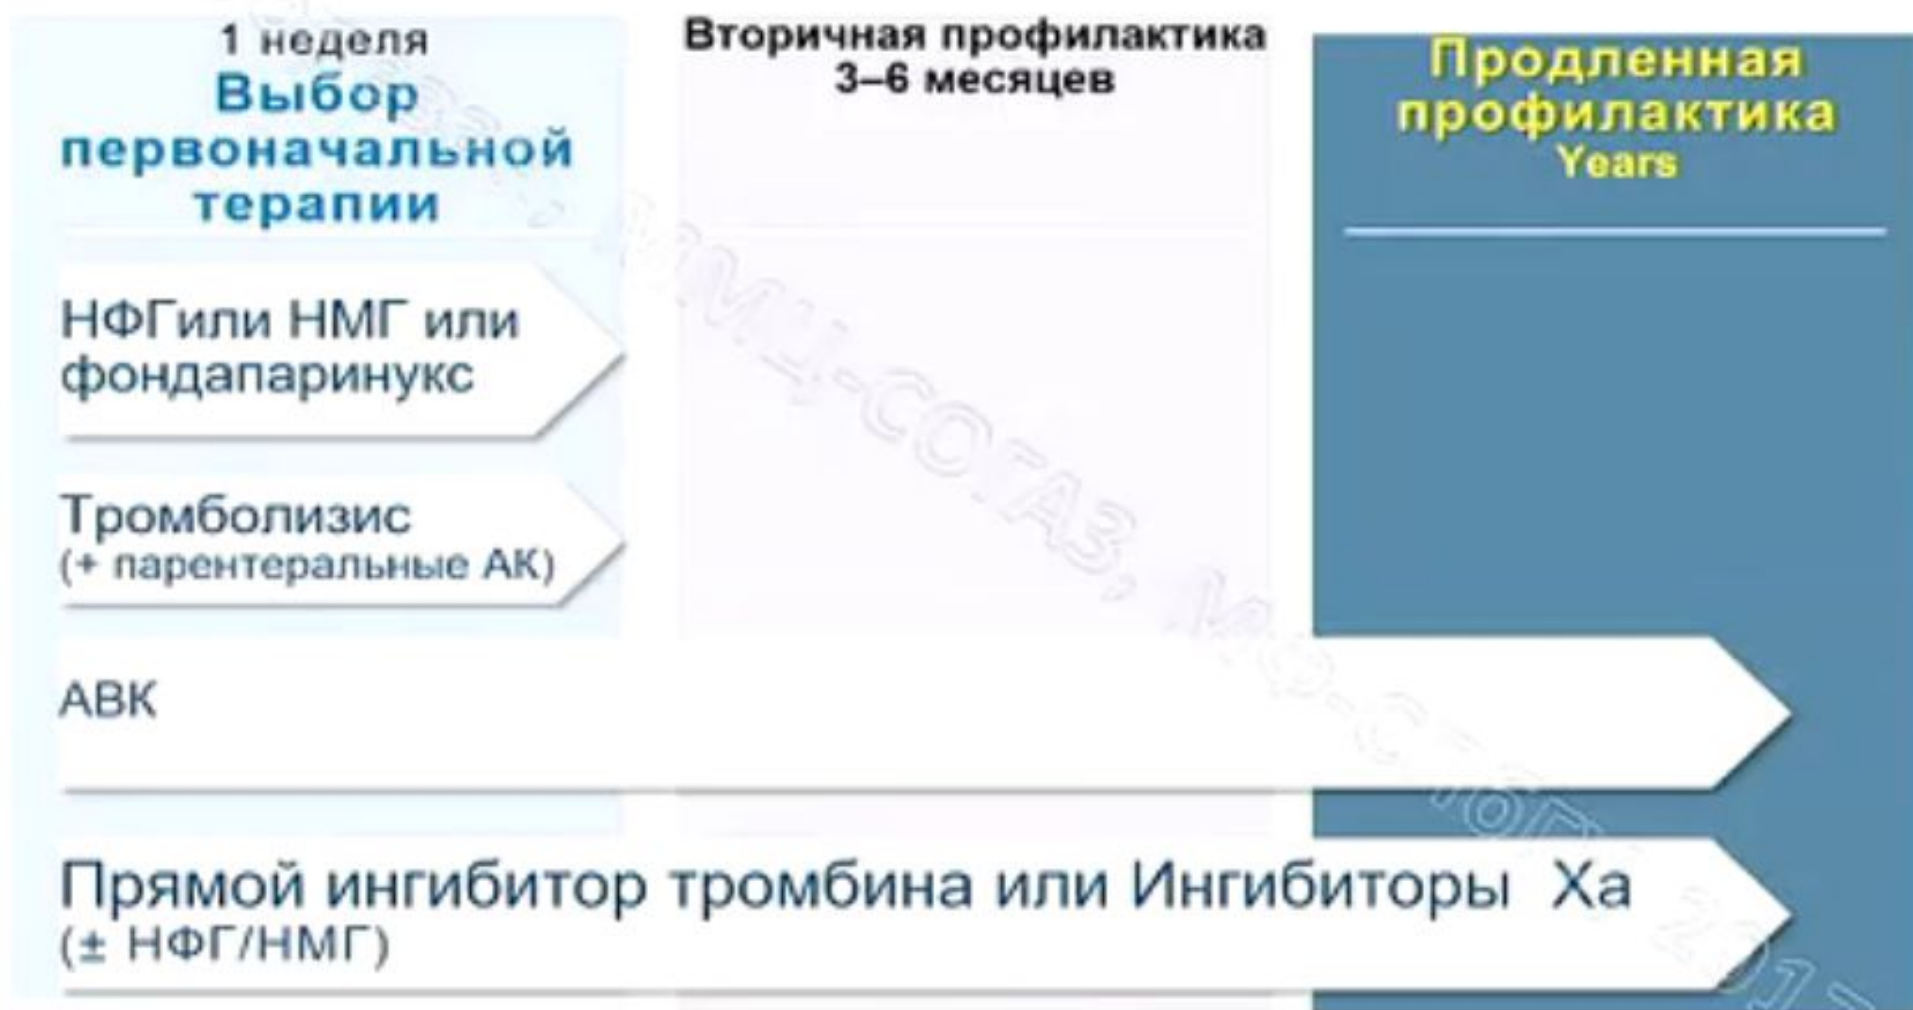 1 неделя
Выбор
первоначальной
терапии
Вторичная профилактика
3–6 месяцев
Продленная
профилактика
Years
НФГили НМГ или
фондапаринукс
Тромболизис
(+ парентеральные АК)
АВК
Прямой ингибитор тромбина или Ингибиторы Ха
(± НФГ/НМГ)